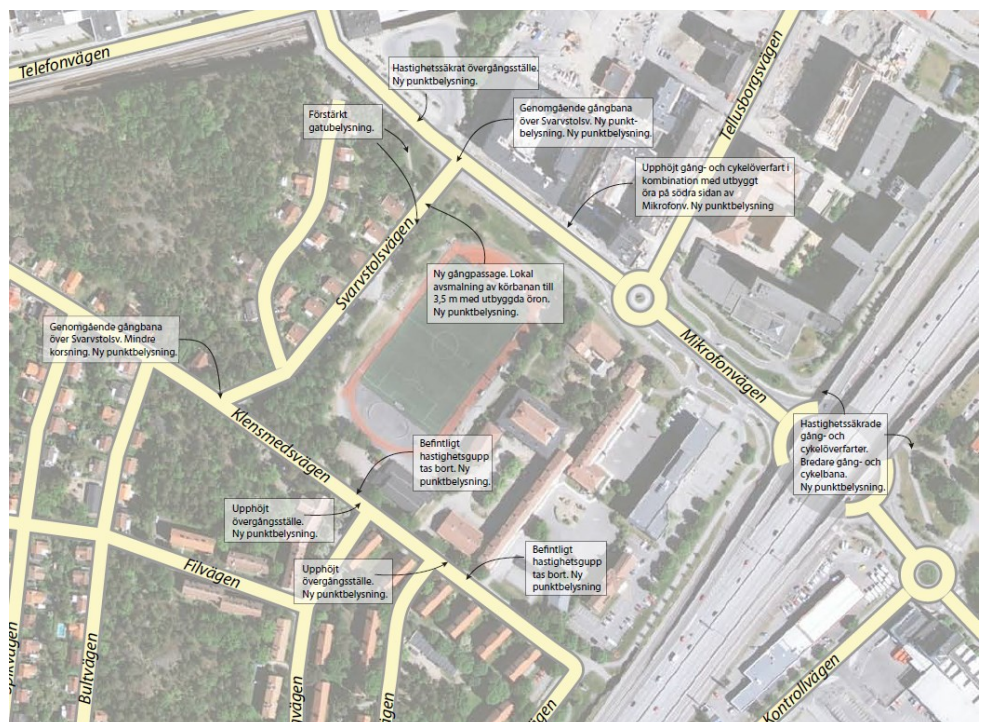 Telefonvägen
Hastighetssäkrat övergångsställe.
Ny punktbelysning.
Tellusborgsvägen
Förstärkt
gatubelysning.
Genomgående gångbana
över Svarvstolsv. Ny punkt-
belysning. Ny punktbelysning.
Upphöjt gång- och cykelöverfart i
kombination med utbyggt
öra på södra sidan av
Mikrofonv. Ny punktbelysning
Svarvstolsvägen
Ny gångpassage. Lokal
avsmalning av körbanan till
3,5 m med utbyggda öron.
Ny punktbelysning.
Genomgående gångbana
över Svarvstolsv. Mindre
korsning. Ny punktbelysning.
Mikrofonvägen
Klensmedsvägen
Hastighetssäkrade
gång- och
cykelöverfarter.
Bredare gång- och
cykelbana.
Ny punktbelysning.
Befintligt
hastighetsgupp
tas bort. Ny
punktbelysning.
Upphöjt
övergångsställe.
Ny punktbelysning.
Befintligt
hastighetsgupp
tas bort. Ny
punktbelysning
Upphöjt
övergångsställe.
Ny punktbelysning.
Filvägen
Bultvägen
Kontrollvägen